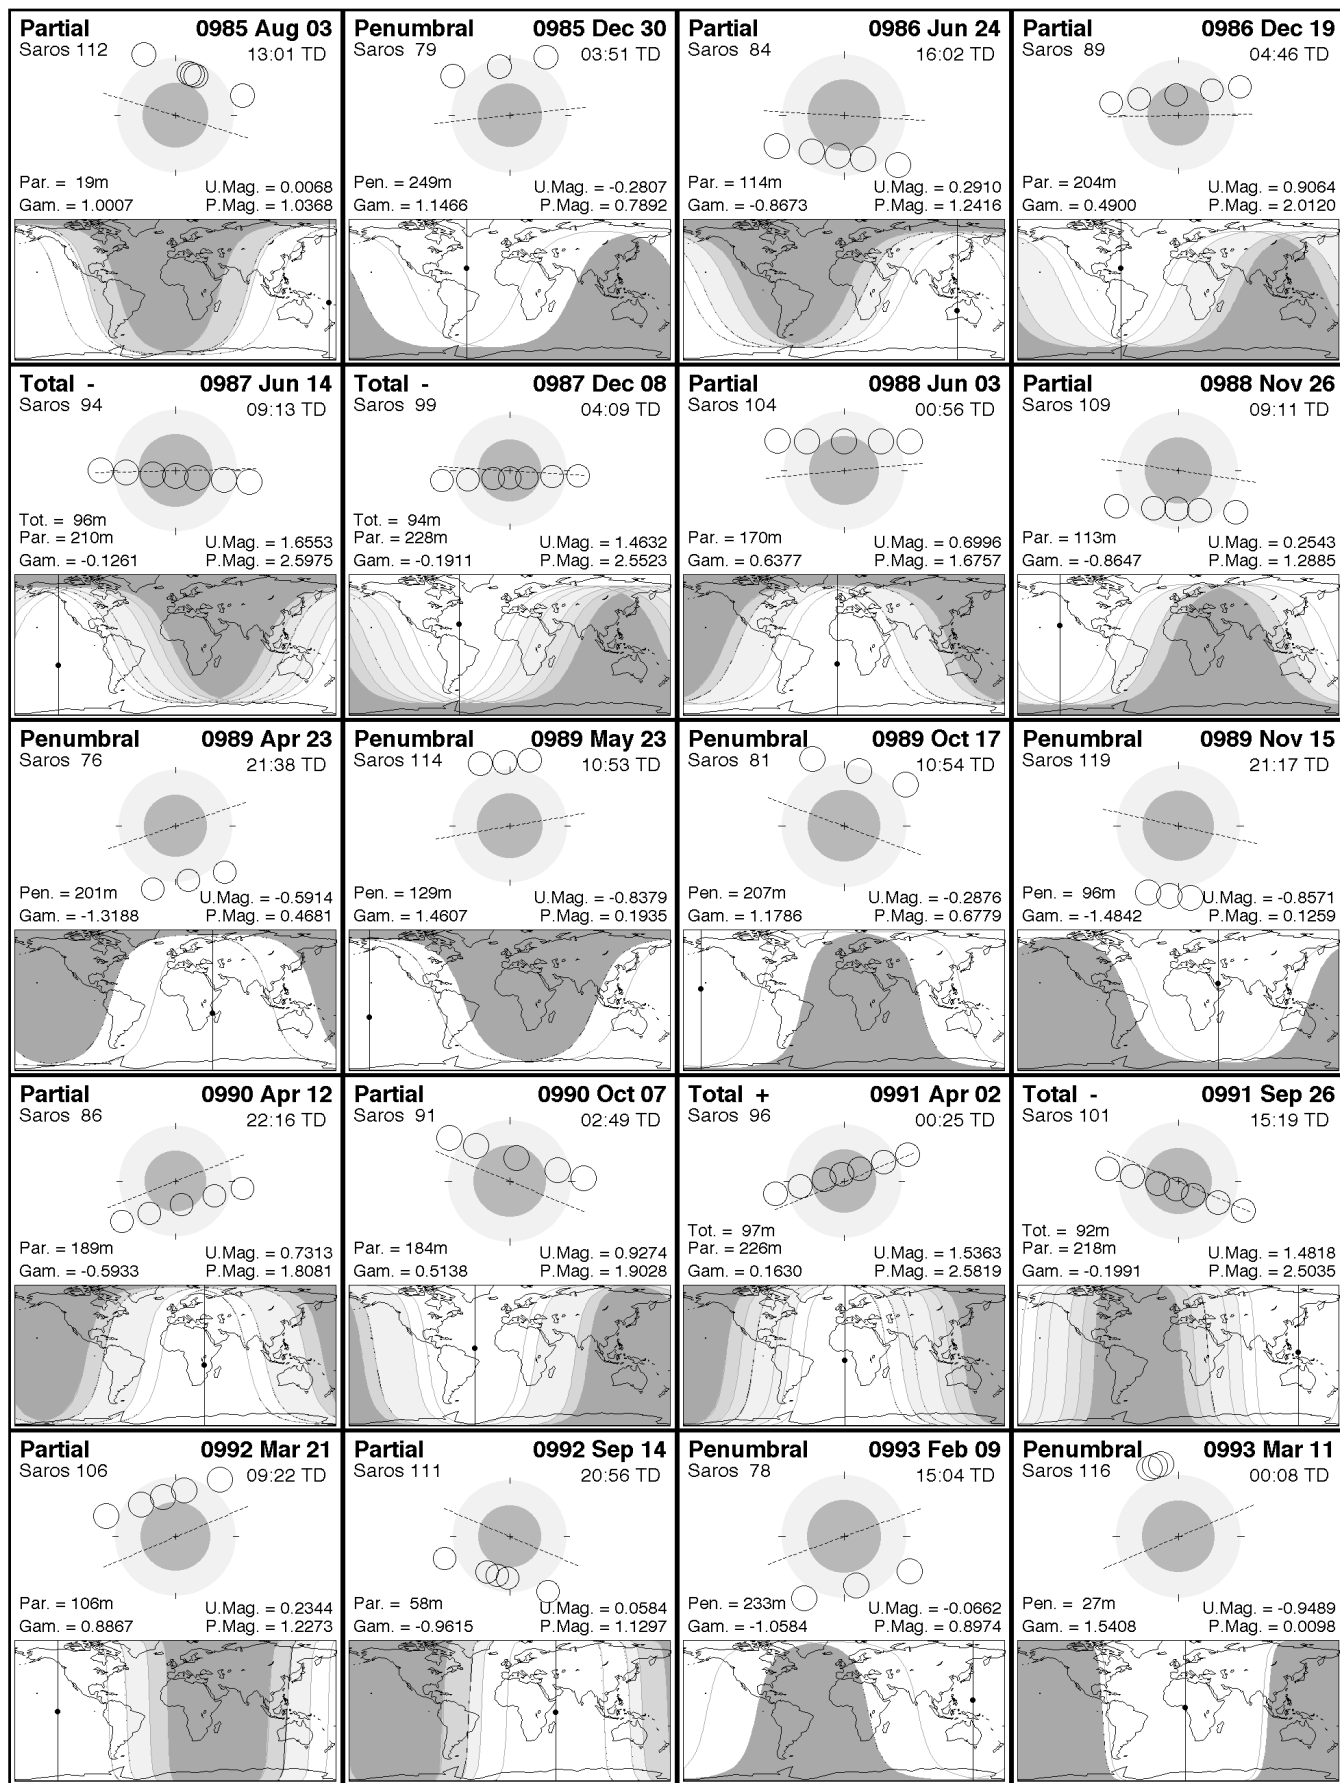 Partial 0985 Aug 03
Saros 112 13:01 TD
Par. = 19m U.Mag. = 0.0068
Gam. = 1.0007 P.Mag. = 1.0368
Penumbral 0985 Dec 30
Saros 79 03:51 TD
Pen. = 249m U.Mag. = -0.2807
Gam. = 1.1466 P.Mag. = 0.7892
Partial 0986 Jun 24
Saros 84 16:02 TD
Par. = 114m U.Mag. = 0.2910
Gam. = -0.8673 P.Mag. = 1.2416
Partial 0986 Dec 19
Saros 89 04:46 TD
Par. = 204m U.Mag. = 0.9064
Gam. = 0.4900 P.Mag. = 2.0120
Total - 0987 Jun 14
Saros 94 09:13 TD
Tot. = 96m
Par. = 210m U.Mag. = 1.6553
Gam. = -0.1261 P.Mag. = 2.5975
Total - 0987 Dec 08
Saros 99 04:09 TD
Tot. = 94m
Par. = 228m U.Mag. = 1.4632
Gam. = -0.1911 P.Mag. = 2.5523
Partial 0988 Jun 03
Saros 104 00:56 TD
Par. = 170m U.Mag. = 0.6996
Gam. = 0.6377 P.Mag. = 1.6757
Partial 0988 Nov 26
Saros 109 09:11 TD
Par. = 113m U.Mag. = 0.2543
Gam. = -0.8647 P.Mag. = 1.2885
Penumbral 0989 Apr 23
Saros 76 21:38 TD
Pen. = 201m U.Mag. = -0.5914
Gam. = -1.3188 P.Mag. = 0.4681
Penumbral 0989 May 23
Saros 114 10:53 TD
Pen. = 129m U.Mag. = -0.8379
Gam. = 1.4607 P.Mag. = 0.1935
Penumbral 0989 Oct 17
Saros 81 10:54 TD
Pen. = 207m U.Mag. = -0.2876
Gam. = 1.1786 P.Mag. = 0.6779
Penumbral 0989 Nov 15
Saros 119 21:17 TD
Pen. = 96m U.Mag. = -0.8571
Gam. = -1.4842 P.Mag. = 0.1259
Partial 0990 Apr 12
Saros 86 22:16 TD
Par. = 189m U.Mag. = 0.7313
Gam. = -0.5933 P.Mag. = 1.8081
Partial 0990 Oct 07
Saros 91 02:49 TD
Par. = 184m U.Mag. = 0.9274
Gam. = 0.5138 P.Mag. = 1.9028
Total + 0991 Apr 02
Saros 96 00:25 TD
Tot. = 97m
Par. = 226m U.Mag. = 1.5363
Gam. = 0.1630 P.Mag. = 2.5819
Total - 0991 Sep 26
Saros 101 15:19 TD
Tot. = 92m
Par. = 218m U.Mag. = 1.4818
Gam. = -0.1991 P.Mag. = 2.5035
Partial 0992 Mar 21
Saros 106 09:22 TD
Par. = 106m U.Mag. = 0.2344
Gam. = 0.8867 P.Mag. = 1.2273
Partial 0992 Sep 14
Saros 111 20:56 TD
Par. = 58m U.Mag. = 0.0584
Gam. = -0.9615 P.Mag. = 1.1297
Penumbral 0993 Feb 09
Saros 78 15:04 TD
Pen. = 233m U.Mag. = -0.0662
Gam. = -1.0584 P.Mag. = 0.8974
Penumbral 0993 Mar 11
Saros 116 00:08 TD
Pen. = 27m U.Mag. = -0.9489
Gam. = 1.5408 P.Mag. = 0.0098